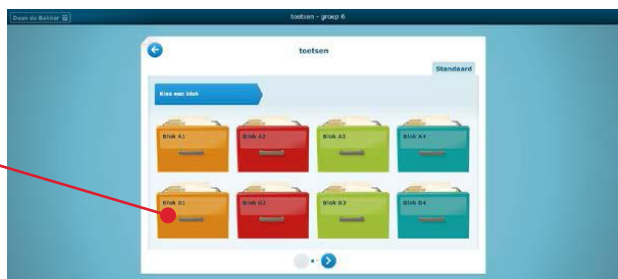 Daan de Bakker
toetsen - groep 6
toetsen
Standaard
Kies een blok
Blok A1
Blok A2
Blok A3
Blok A4
Blok B1
Blok B2
Blok B3
Blok B4